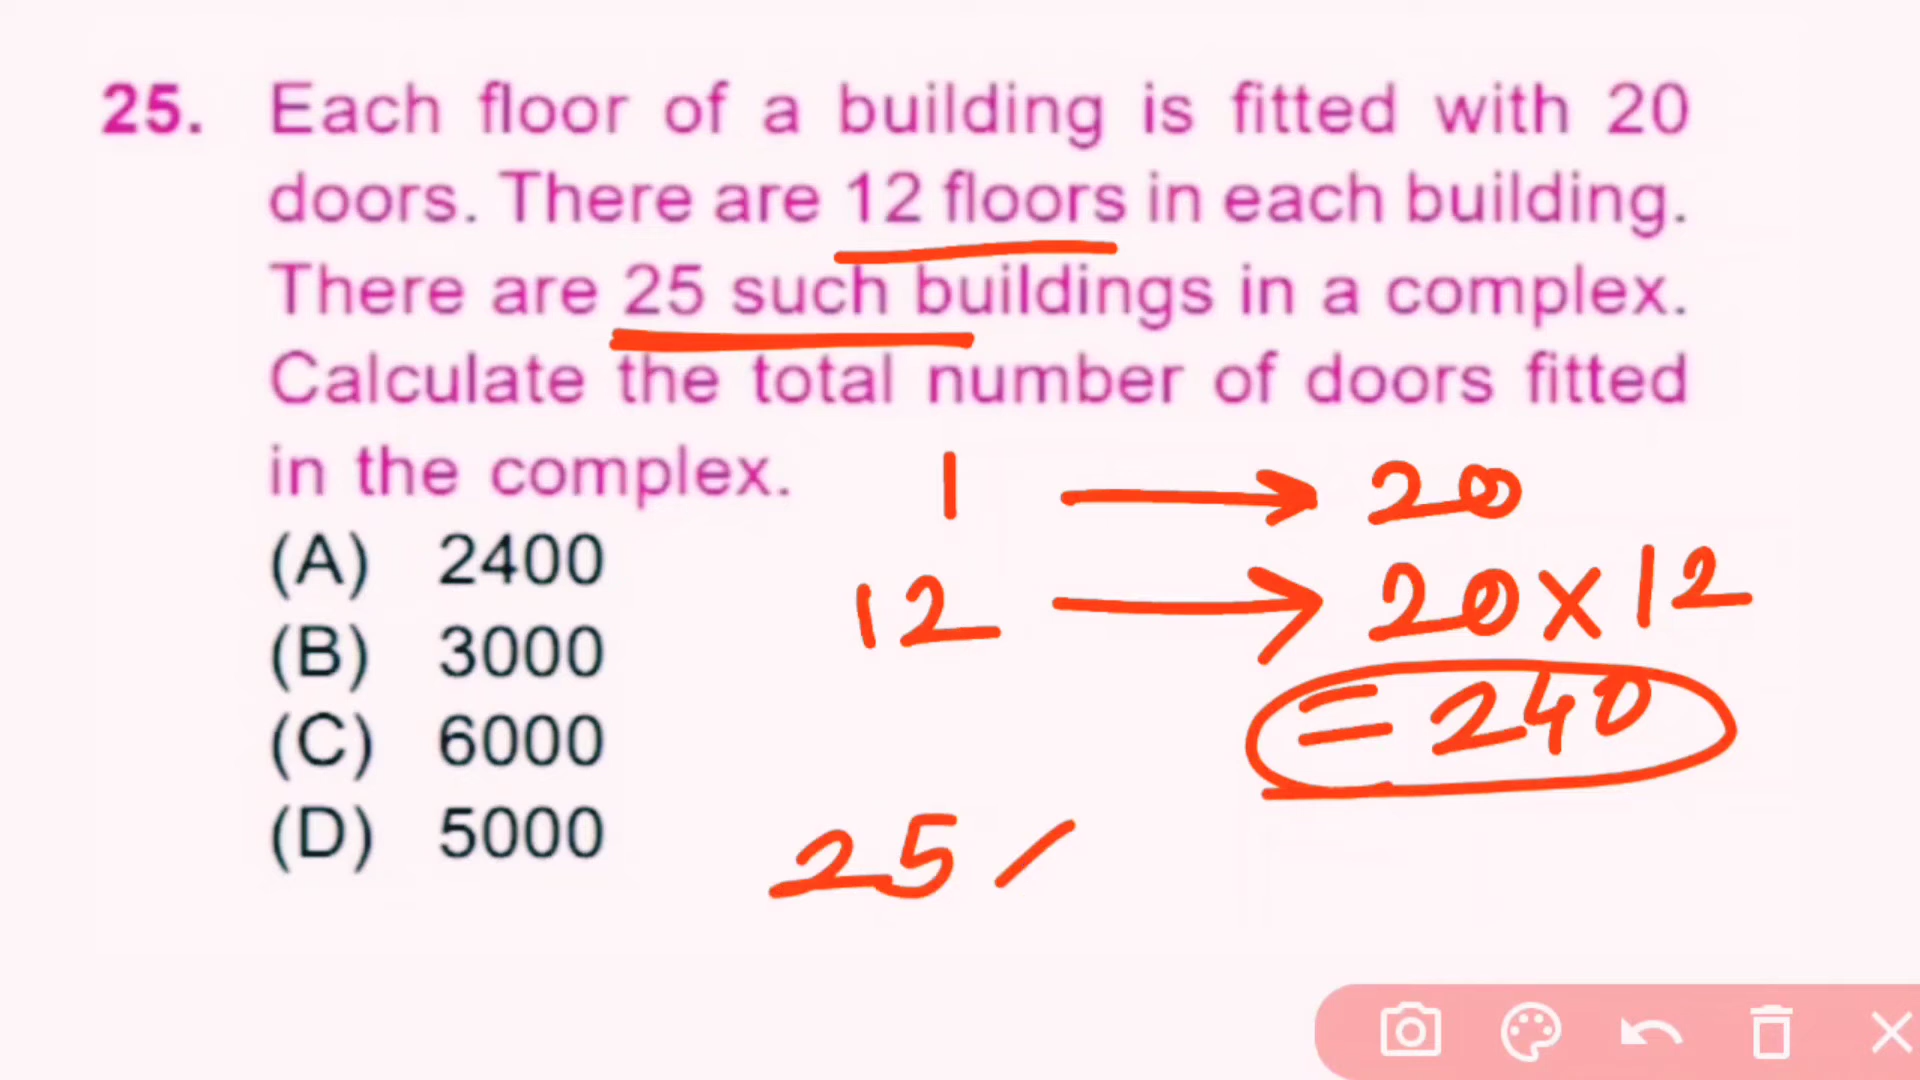 25. Each floor of a building is fitted with 20
doors. There are 12 floors in each building.
There are 25 such buildings in a complex.
Calculate the total number of doors fitted
in the complex.
1 → 20
(A) 2400
12 → 20×12
(B) 3000
= 240
(C) 6000
(D) 5000
25 /